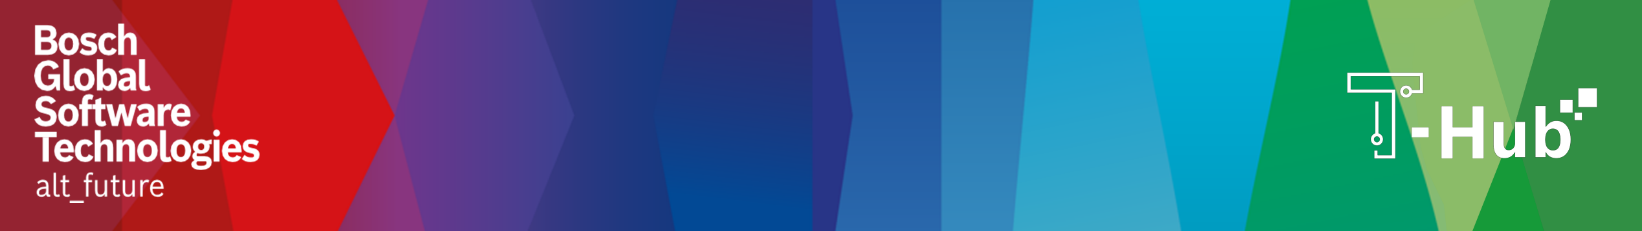 Bosch
Global
Software
Technologies
alt_future
T-Hub